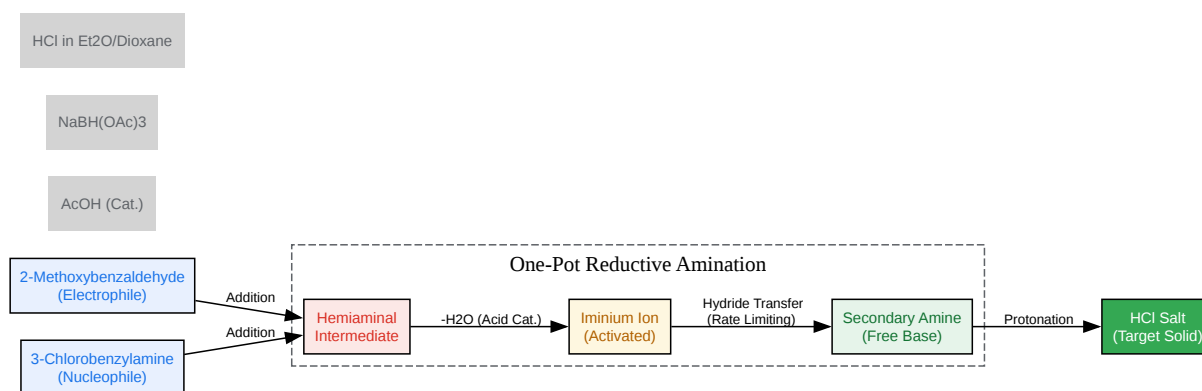 HCl in Et2O/Dioxane
NaBH(OAc)3
AcOH (Cat.)
2-Methoxybenzaldehyde
(Electrophile)
3-Chlorobenzylamine
(Nucleophile)
Addition
Addition
One-Pot Reductive Amination
Hemiaminal
Intermediate
-H2O (Acid Cat.)
Iminium Ion
(Activated)
Hydride Transfer
(Rate Limiting)
Secondary Amine
(Free Base)
Protonation
HCl Salt
(Target Solid)